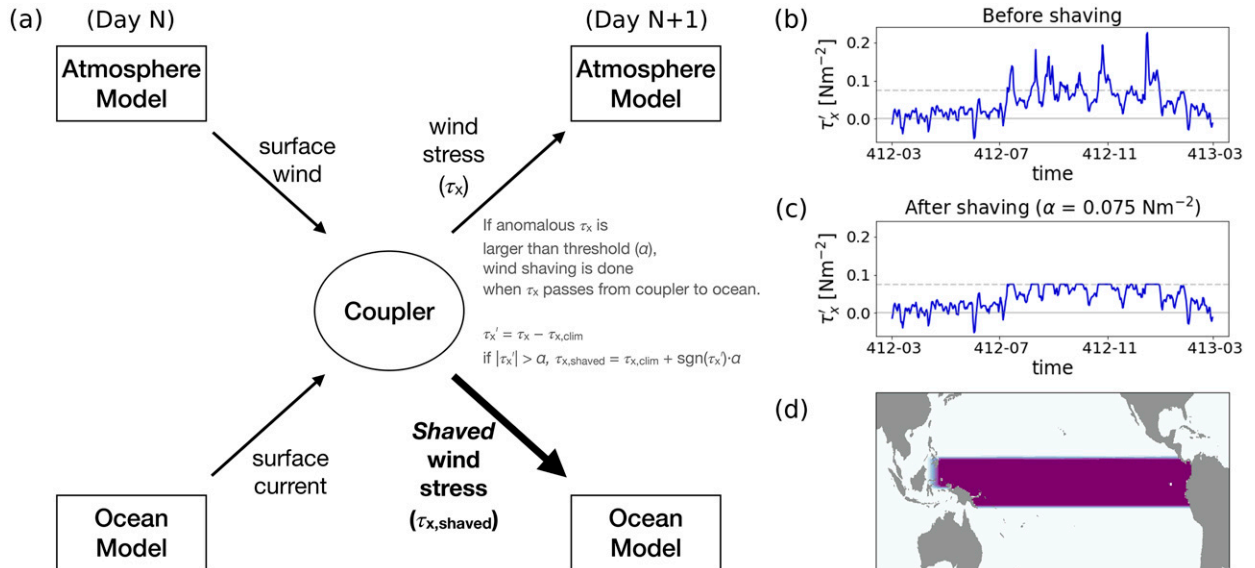 (a)
(Day N)
(Day N+1)
Atmosphere
Model
Atmosphere
Model
surface
wind
wind
stress
(τx)
If anomalous τx is
larger than threshold (α),
wind shaving is done
when τx passes from coupler to ocean.
Coupler
τx′ = τx − τx,clim
if |τx′| > α, τx,shaved = τx,clim + sgn(τx′)·α
surface
current
Shaved
wind
stress
(τx,shaved)
Ocean
Model
Ocean
Model
(b)
Before shaving
τ′x [Nm−2]
0.2
0.1
0.0
412-03
412-07
412-11
413-03
time
(c)
After shaving (α = 0.075 Nm−2)
τ′x [Nm−2]
0.2
0.1
0.0
412-03
412-07
412-11
413-03
time
(d)